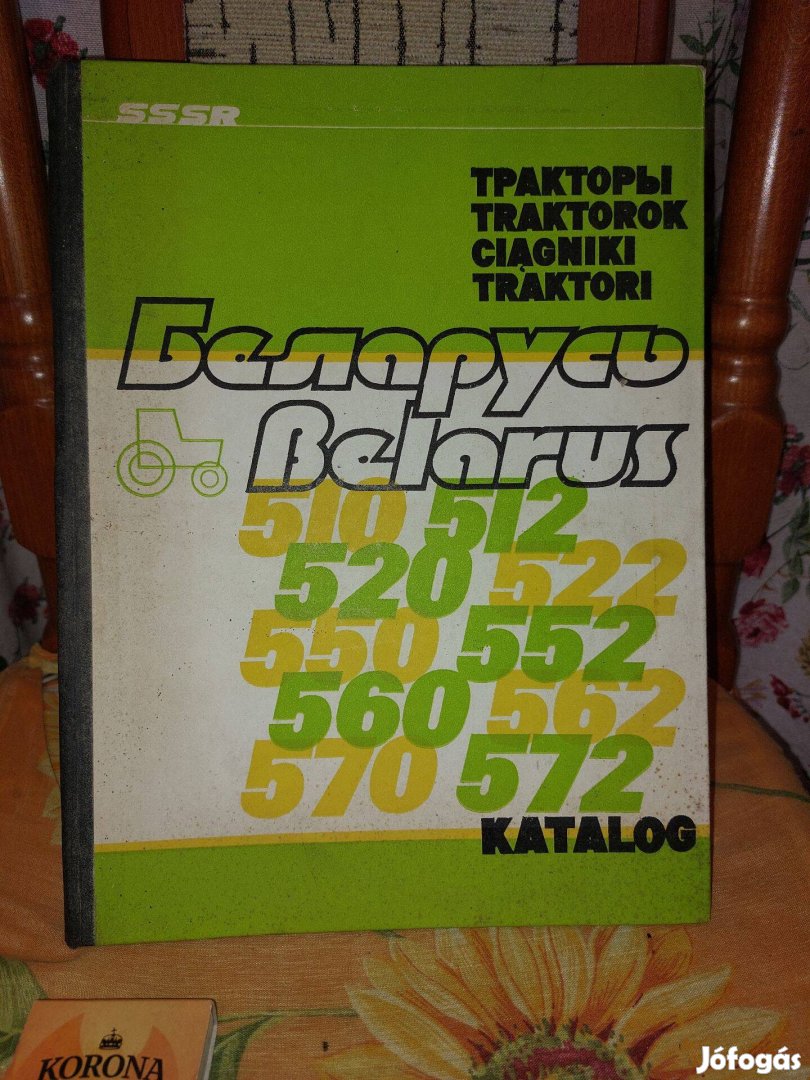 SSSR
ТРАКТОРЫ
TRAKTOROK
CIĄGNIKI
TRAKTORI
Беларусь
Belarus
510 512
520 522
550 552
560 562
570 572
KATALOG
KORONA
Jófogás